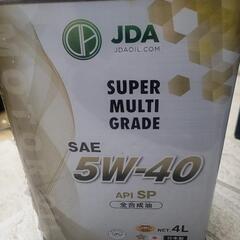 JDA
JDAOIL.COM
SUPER
MULTI
GRADE
SAE
5W-40
API SP
全合成油
NET. 4L